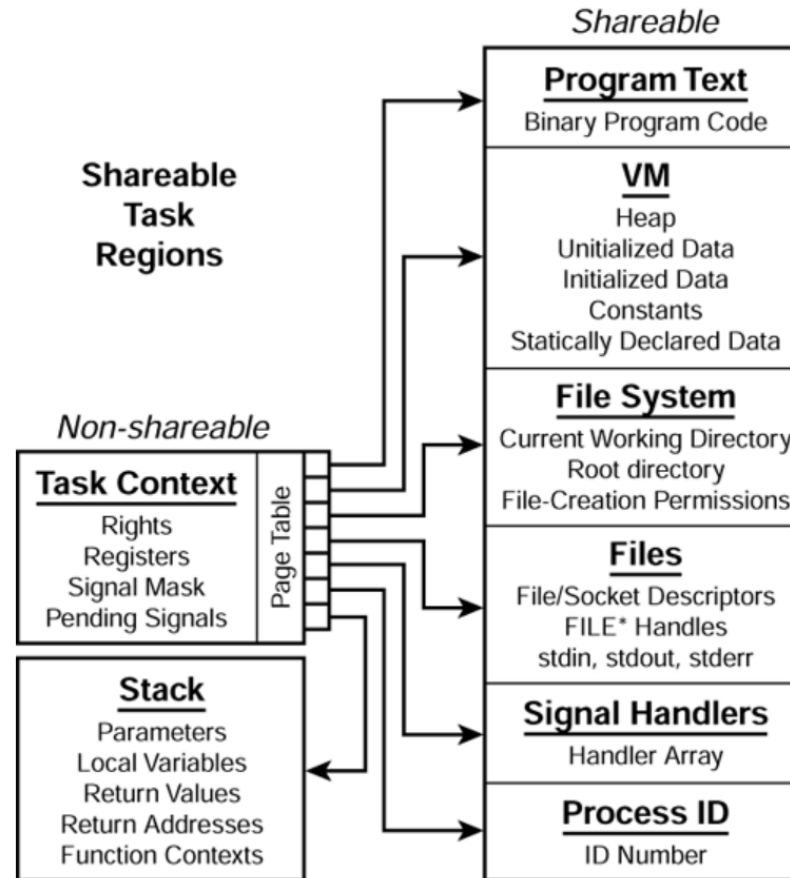 Shareable
Task
Regions
Non-shareable
Task Context
Rights
Registers
Signal Mask
Pending Signals
Page Table
Stack
Parameters
Local Variables
Return Values
Return Addresses
Function Contexts
Shareable
Program Text
Binary Program Code
VM
Heap
Unitialized Data
Initialized Data
Constants
Statically Declared Data
File System
Current Working Directory
Root directory
File-Creation Permissions
Files
File/Socket Descriptors
FILE* Handles
stdin, stdout, stderr
Signal Handlers
Handler Array
Process ID
ID Number